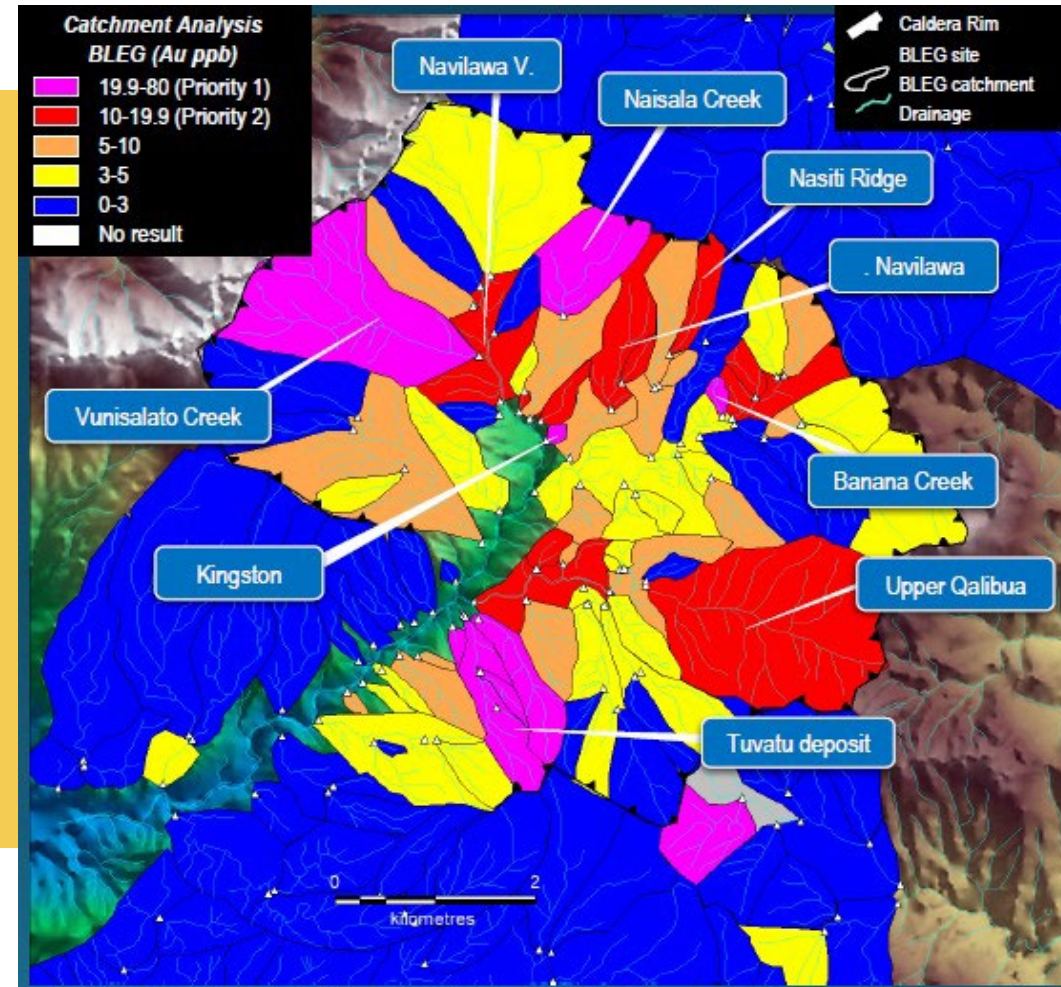 Catchment Analysis
BLEG (Au ppb)
19.9-80 (Priority 1)
10-19.9 (Priority 2)
5-10
3-5
0-3
No result
Caldera Rim
BLEG site
BLEG catchment
Drainage
Navilawa V.
Naisala Creek
Nasiti Ridge
. Navilawa
Vunisalato Creek
Banana Creek
Kingston
Upper Qalibua
Tuvatu deposit
0 2
kilometres